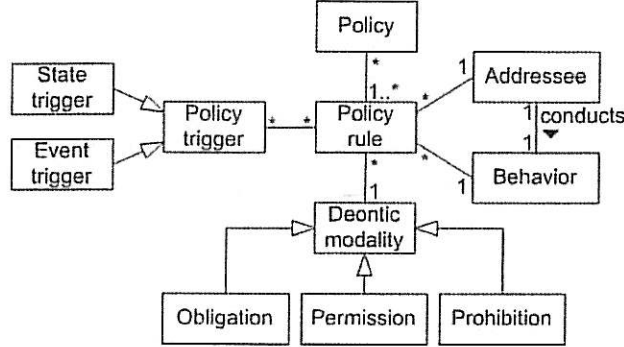 Policy
*
1..*
State
trigger
Event
trigger
Policy
trigger
*
*
Policy
rule
*
1
Addressee
1
conducts
1
*
1
Behavior
*
1
Deontic
modality
Obligation
Permission
Prohibition